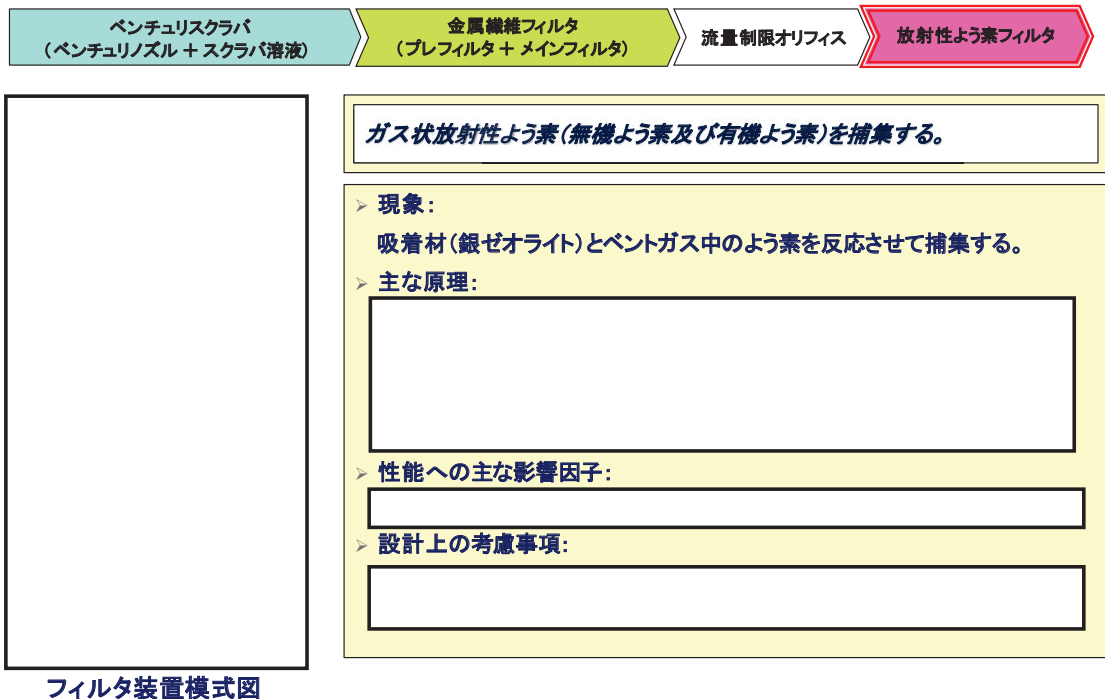 ベンチュリスクラバ
（ベンチュリノズル ＋ スクラバ溶液）
金属繊維フィルタ
（プレフィルタ ＋ メインフィルタ）
流量制限オリフィス
放射性よう素フィルタ
ガス状放射性よう素（無機よう素及び有機よう素）を捕集する。
➢ 現象：
吸着材（銀ゼオライト）とベントガス中のよう素を反応させて捕集する。
➢ 主な原理：
➢ 性能への主な影響因子：
➢ 設計上の考慮事項：
フィルタ装置模式図